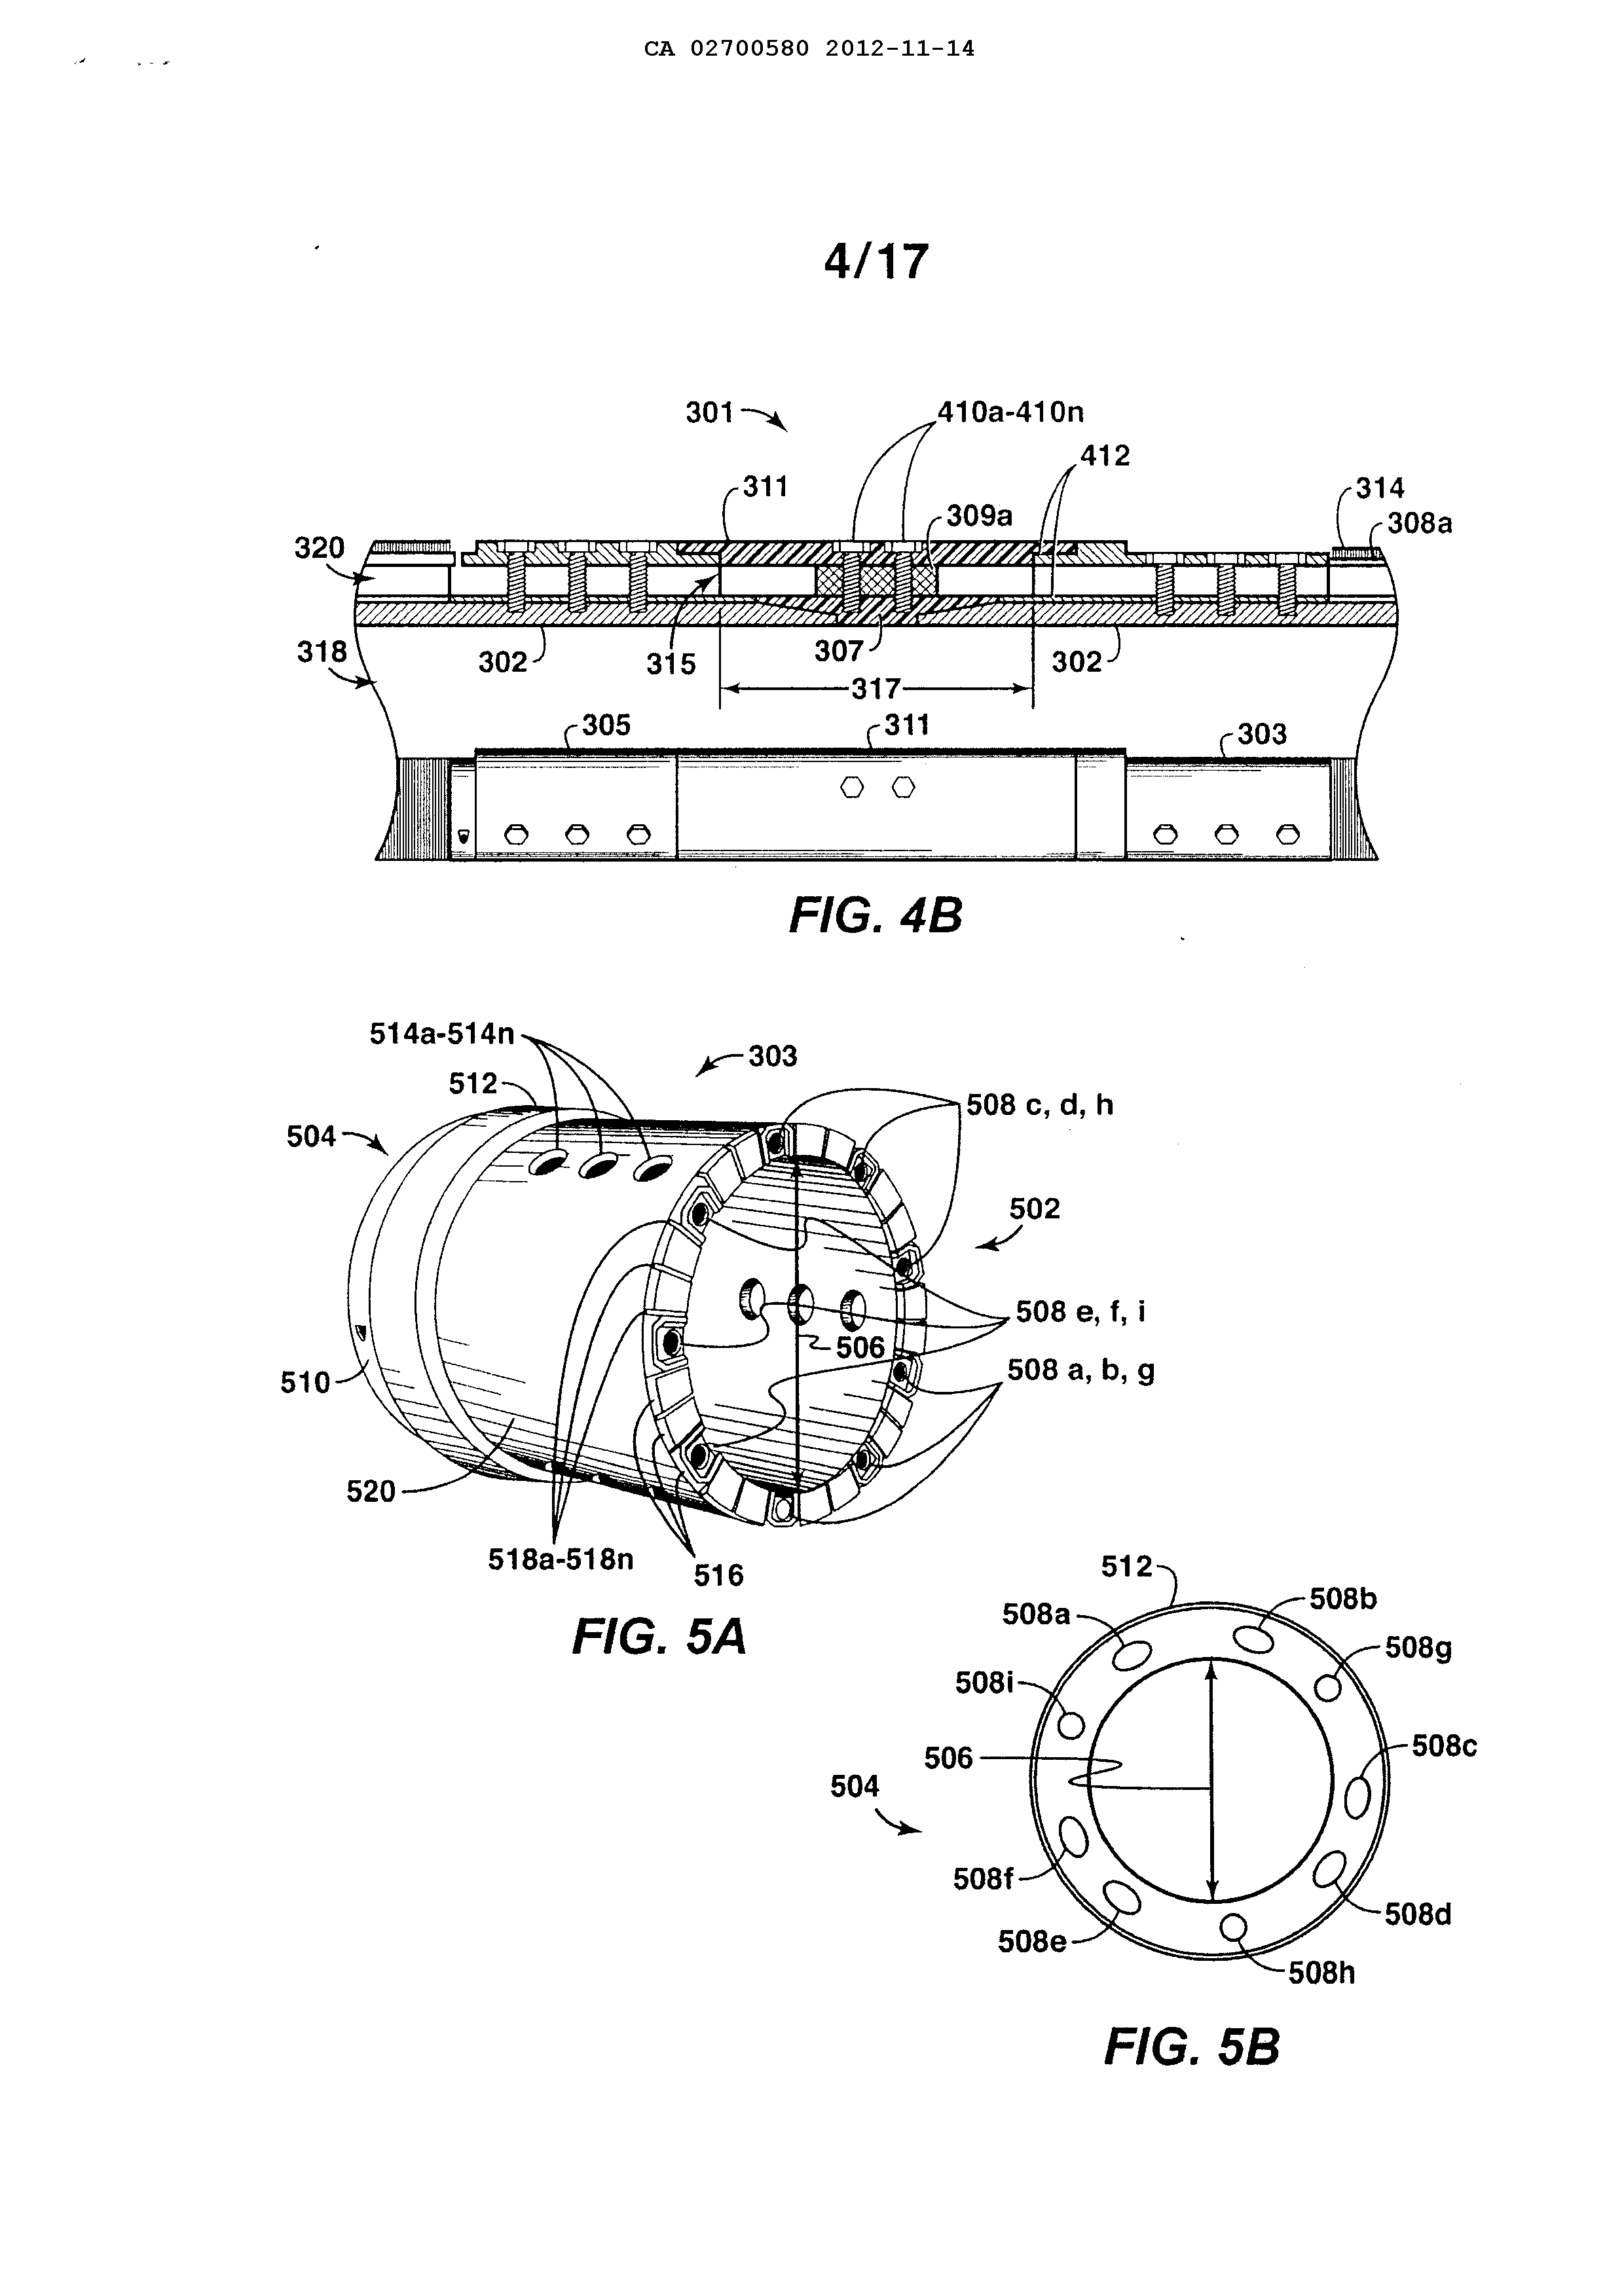 CA 02700580 2012-11-14
4/17
301
410a-410n
412
311
309a
314
308a
320
318
302
315
307
302
317
305
311
303
FIG. 4B
514a-514n
303
512
508 c, d, h
504
502
508 e, f, i
506
508 a, b, g
510
520
518a-518n
516
FIG. 5A
512
508b
508a
508g
508i
508c
506
504
508f
508d
508e
508h
FIG. 5B